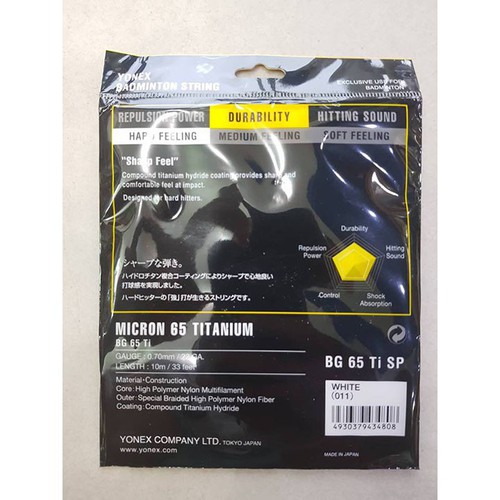 YONEX
BADMINTON STRING
EXCLUSIVE USE FOR
BADMINTON
REPULSION POWER
DURABILITY
HITTING SOUND
HARD FEELING
MEDIUM FEELING
SOFT FEELING
"Sharp Feel"
Compound titanium hydride coating provides sharp and
comfortable feel at impact.
Designed for hard hitters.
Durability
Repulsion
Power
Hitting
Sound
Control
Shock
Absorption
シャープな弾き。
ハイドロチタン複合コーティングによりシャープで心地良い
打球感を実現しました。
ハードヒッターの「強」打が生きるストリングです。
MICRON 65 TITANIUM
BG 65 Ti
GAUGE : 0.70mm / 22 GA.
LENGTH : 10m / 33 feet
BG 65 Ti SP
Material·Construction
Core: High Polymer Nylon Multifilament
Outer: Special Braided High Polymer Nylon Fiber
Coating: Compound Titanium Hydride
WHITE
(011)
4930379434808
YONEX COMPANY LTD. TOKYO JAPAN
www.yonex.com